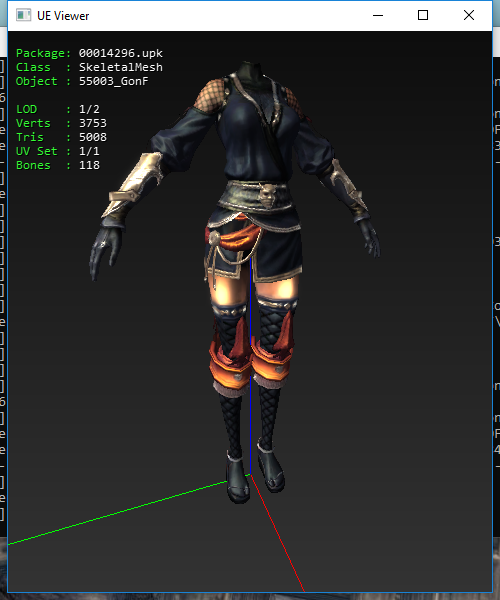 UE Viewer
Package: 00014296.upk
Class : SkeletalMesh
Object : 55003_GonF
LOD : 1/2
Verts : 3753
Tris : 5008
UV Set : 1/1
Bones : 118